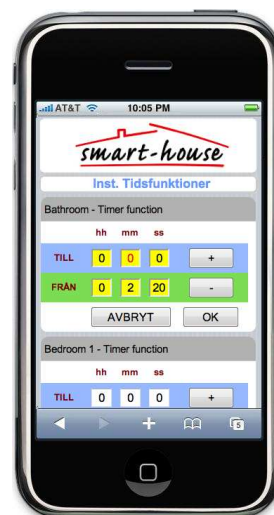 AT&T 10:05 PM
smart-house
Inst. Tidsfunktioner
Bathroom - Timer function
hh mm ss
TILL 0 0 0 +
FRÅN 0 2 20 -
AVBRYT OK
Bedroom 1 - Timer function
hh mm ss
TILL 0 0 0 +
5